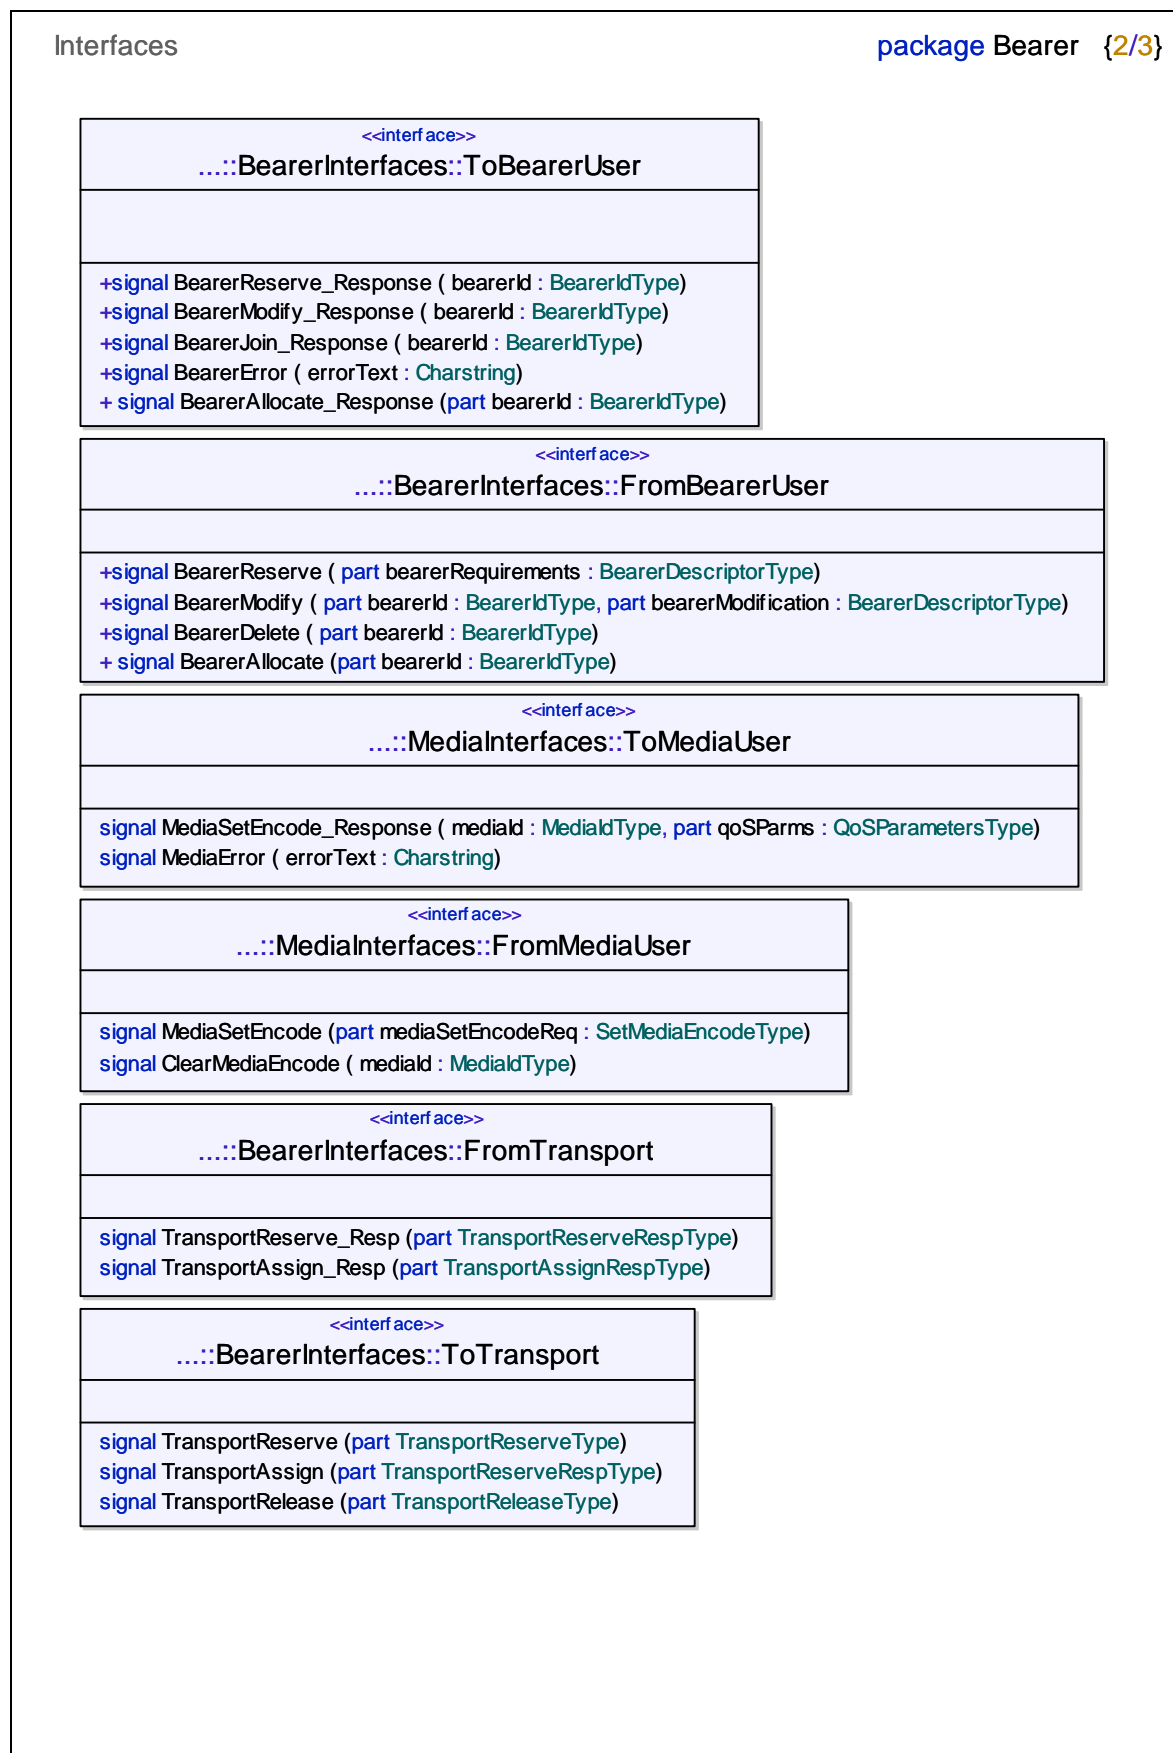 Interfaces
package Bearer {2/3}
<<interface>>
...::BearerInterfaces::ToBearerUser
+signal BearerReserve_Response ( bearerId : BearerIdType)
+signal BearerModify_Response ( bearerId : BearerIdType)
+signal BearerJoin_Response ( bearerId : BearerIdType)
+signal BearerError ( errorText : Charstring)
+ signal BearerAllocate_Response (part bearerId : BearerIdType)
<<interface>>
...::BearerInterfaces::FromBearerUser
+signal BearerReserve ( part bearerRequirements : BearerDescriptorType)
+signal BearerModify ( part bearerId : BearerIdType, part bearerModification : BearerDescriptorType)
+signal BearerDelete ( part bearerId : BearerIdType)
+ signal BearerAllocate (part bearerId : BearerIdType)
<<interface>>
...::MediaInterfaces::ToMediaUser
signal MediaSetEncode_Response ( mediaId : MediaIdType, part qoSParms : QoSParametersType)
signal MediaError ( errorText : Charstring)
<<interface>>
...::MediaInterfaces::FromMediaUser
signal MediaSetEncode (part mediaSetEncodeReq : SetMediaEncodeType)
signal ClearMediaEncode ( mediaId : MediaIdType)
<<interface>>
...::BearerInterfaces::FromTransport
signal TransportReserve_Resp (part TransportReserveRespType)
signal TransportAssign_Resp (part TransportAssignRespType)
<<interface>>
...::BearerInterfaces::ToTransport
signal TransportReserve (part TransportReserveType)
signal TransportAssign (part TransportReserveRespType)
signal TransportRelease (part TransportReleaseType)